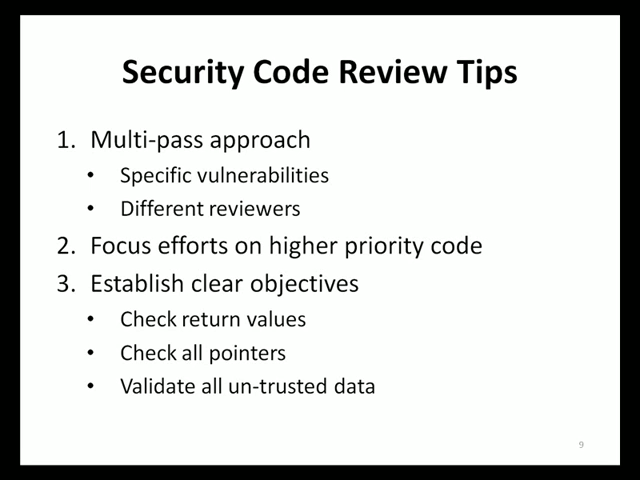 Security Code Review Tips
1. Multi-pass approach
• Specific vulnerabilities
• Different reviewers
2. Focus efforts on higher priority code
3. Establish clear objectives
• Check return values
• Check all pointers
• Validate all un-trusted data
9